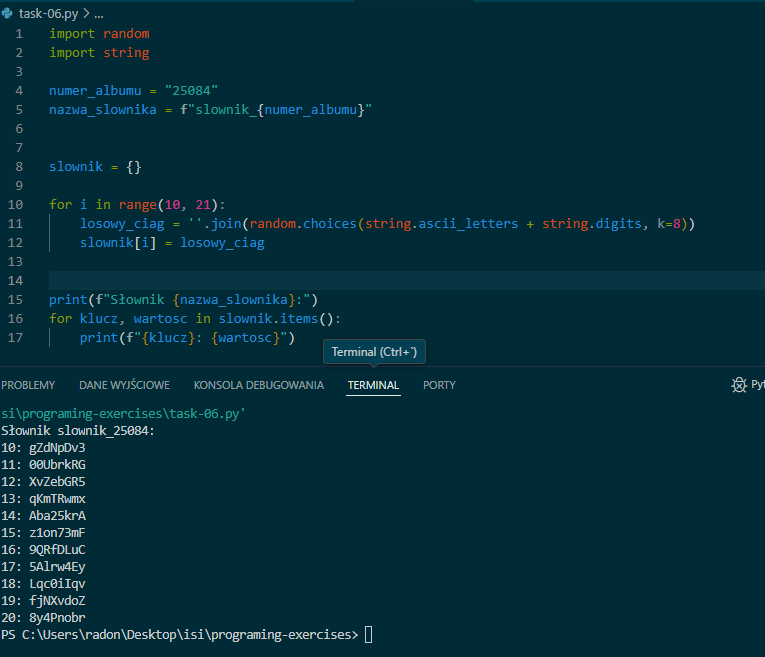 task-06.py > ...
1 import random
2 import string
3
4 numer_albumu = "25084"
5 nazwa_slownika = f"slownik_{numer_albumu}"
6
7
8 slownik = {}
9
10 for i in range(10, 21):
11     losowy_ciag = ''.join(random.choices(string.ascii_letters + string.digits, k=8))
12     slownik[i] = losowy_ciag
13
14
15 print(f"Słownik {nazwa_slownika}:")
16 for klucz, wartosc in slownik.items():
17     print(f"{klucz}: {wartosc}")
Terminal (Ctrl+`)
PROBLEMY DANE WYJŚCIOWE KONSOLA DEBUGOWANIA TERMINAL PORTY Pyt
si\programing-exercises\task-06.py'
Słownik slownik_25084:
10: gZdNpDv3
11: 00UbrkRG
12: XvZebGR5
13: qKmTRwmx
14: Aba25krA
15: z1on73mF
16: 9QRfDLuC
17: 5Alrw4Ey
18: Lqc0iIqv
19: fjNXvdoZ
20: 8y4Pnobr
PS C:\Users\radon\Desktop\isi\programing-exercises>